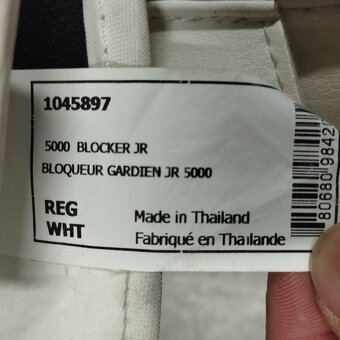 1045897
5000 BLOCKER JR
BLOQUEUR GARDIEN JR 5000
REG
WHT
Made in Thailand
Fabriqué en Thaïlande